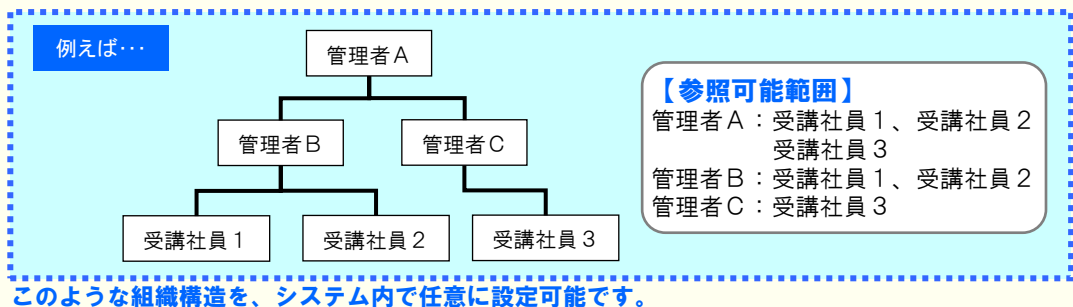 例えば･･･
管理者Ａ
管理者Ｂ
管理者Ｃ
受講社員１
受講社員２
受講社員３
【参照可能範囲】
管理者Ａ：受講社員１、受講社員２
受講社員３
管理者Ｂ：受講社員１、受講社員２
管理者Ｃ：受講社員３
このような組織構造を、システム内で任意に設定可能です。